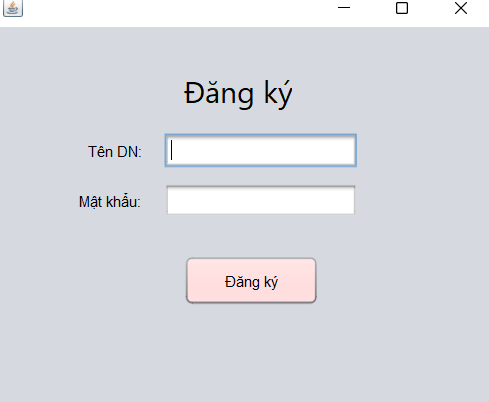 Đăng ký
Tên DN:
Mật khẩu:
Đăng ký